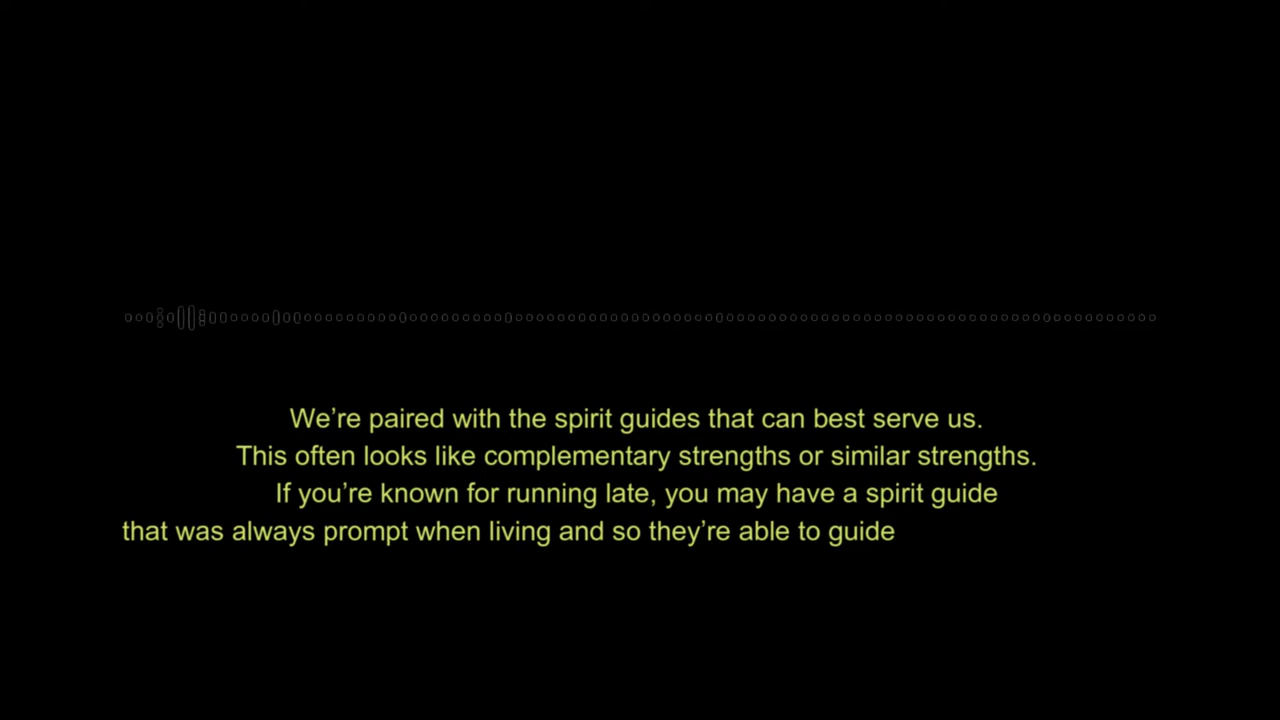 We’re paired with the spirit guides that can best serve us.
This often looks like complementary strengths or similar strengths.
If you’re known for running late, you may have a spirit guide
that was always prompt when living and so they’re able to guide